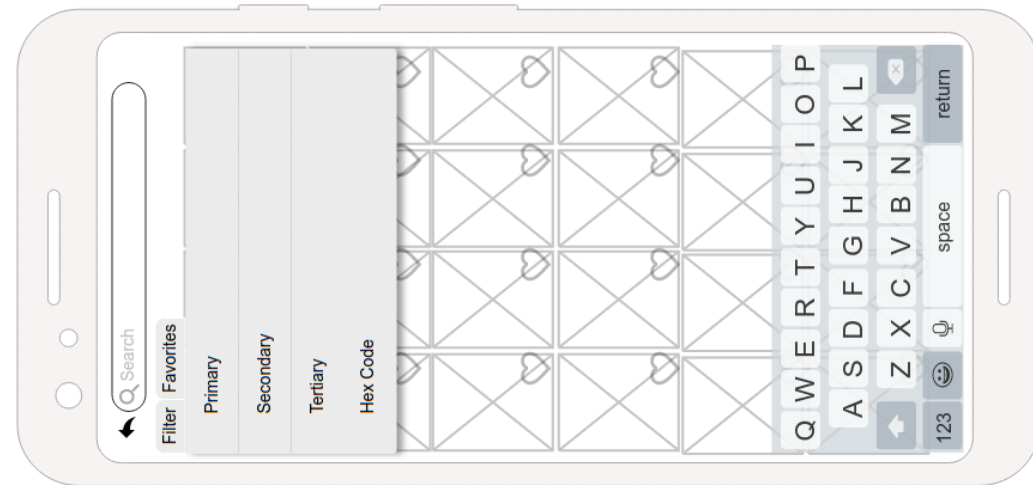 Search
Filter Favorites
Primary
Secondary
Tertiary
Hex Code
Q W E R T Y U I O P
A S D F G H J K L
Z X C V B N M
123 space return